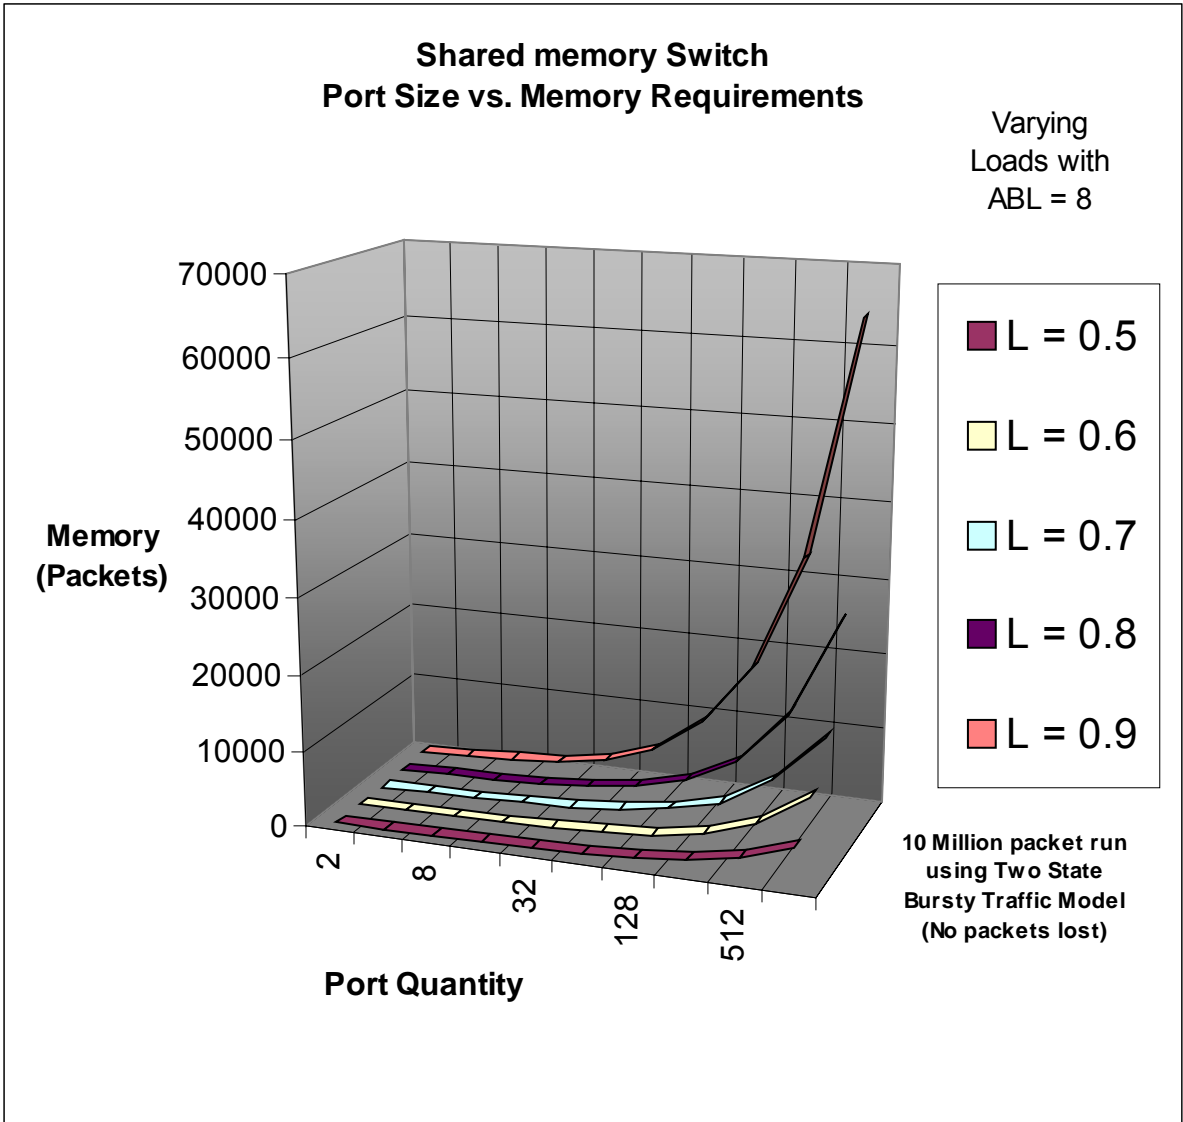 Shared memory Switch
Port Size vs. Memory Requirements
Varying
Loads with
ABL = 8
70000
60000
50000
40000
30000
20000
10000
0
Memory
(Packets)
2
8
32
128
512
Port Quantity
L = 0.5
L = 0.6
L = 0.7
L = 0.8
L = 0.9
10 Million packet run
using Two State
Bursty Traffic Model
(No packets lost)